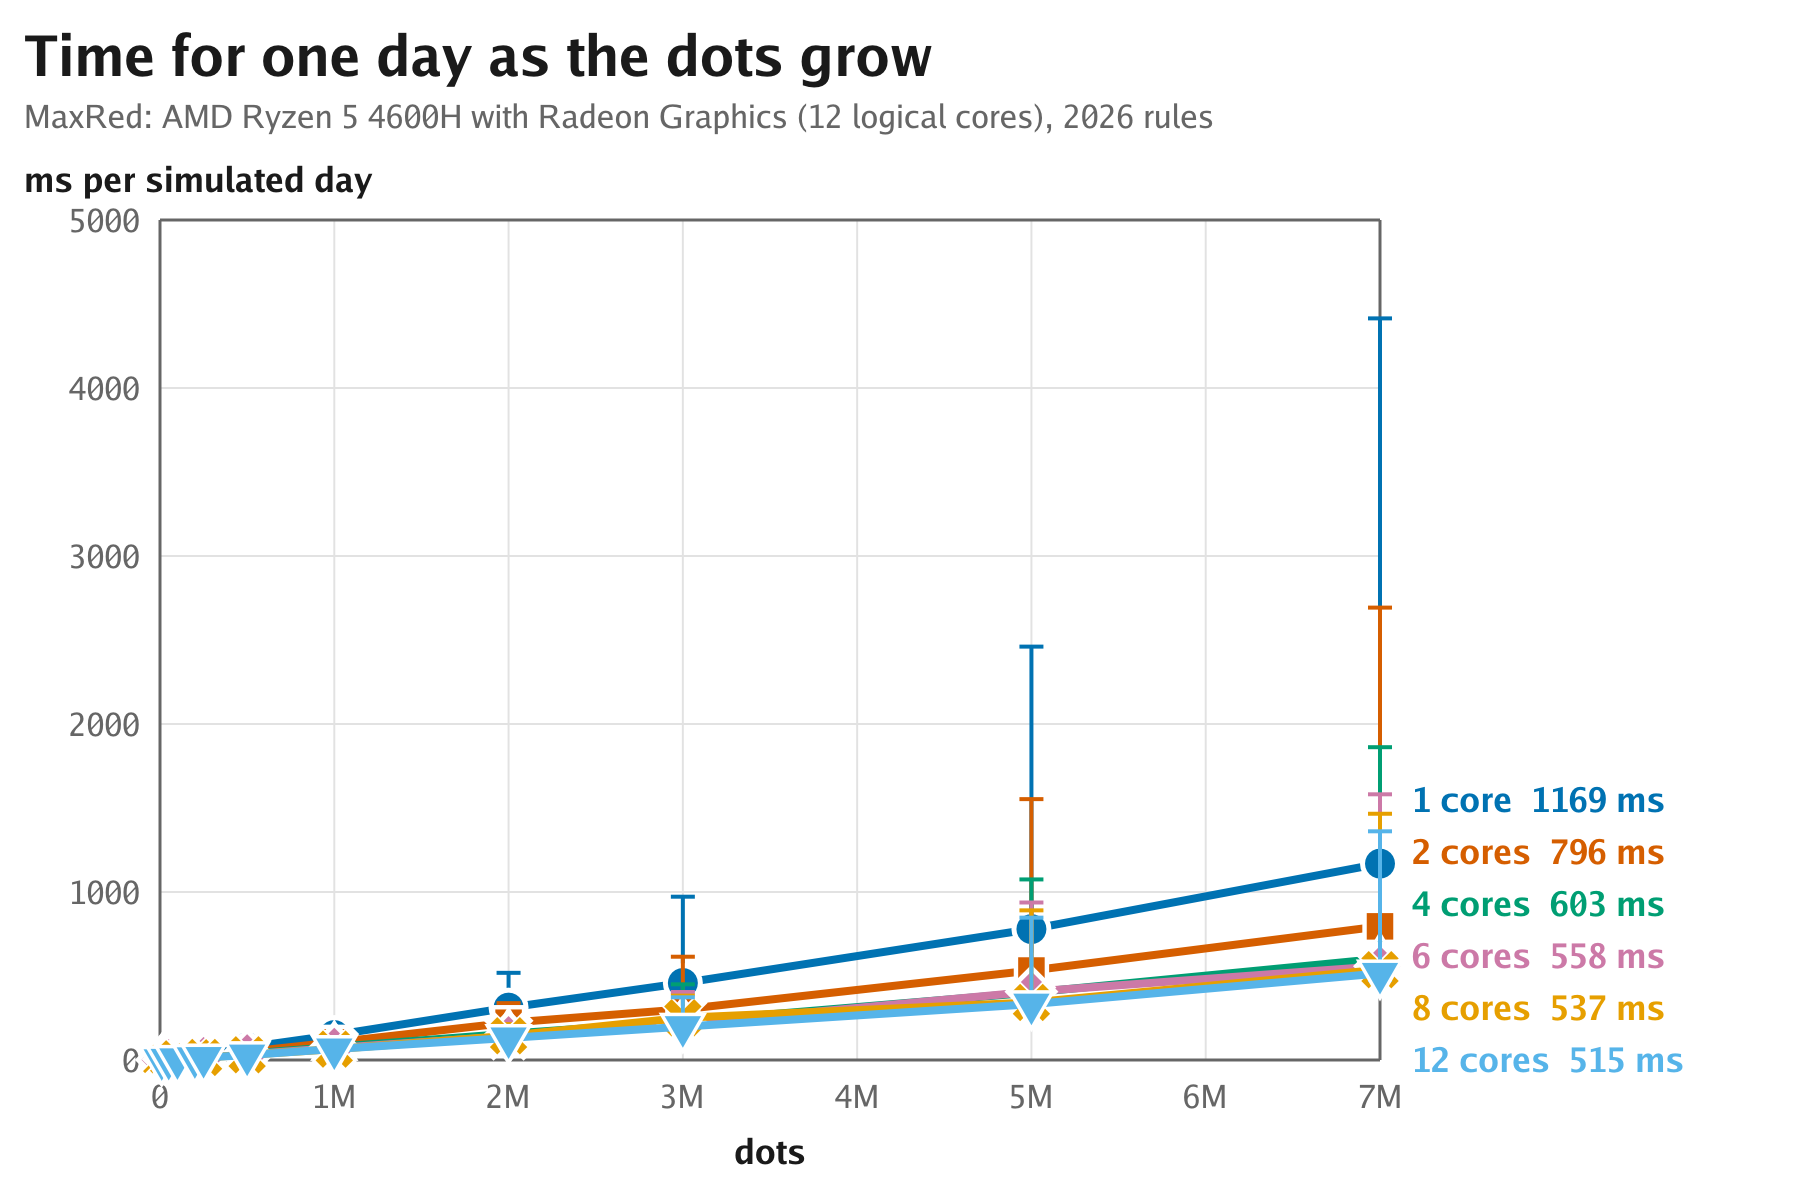 Time for one day as the dots grow
MaxRed: AMD Ryzen 5 4600H with Radeon Graphics (12 logical cores), 2026 rules
ms per simulated day
5000
4000
3000
2000
1000
0
0 1M 2M 3M 4M 5M 6M 7M
dots
1 core 1169 ms
2 cores 796 ms
4 cores 603 ms
6 cores 558 ms
8 cores 537 ms
12 cores 515 ms